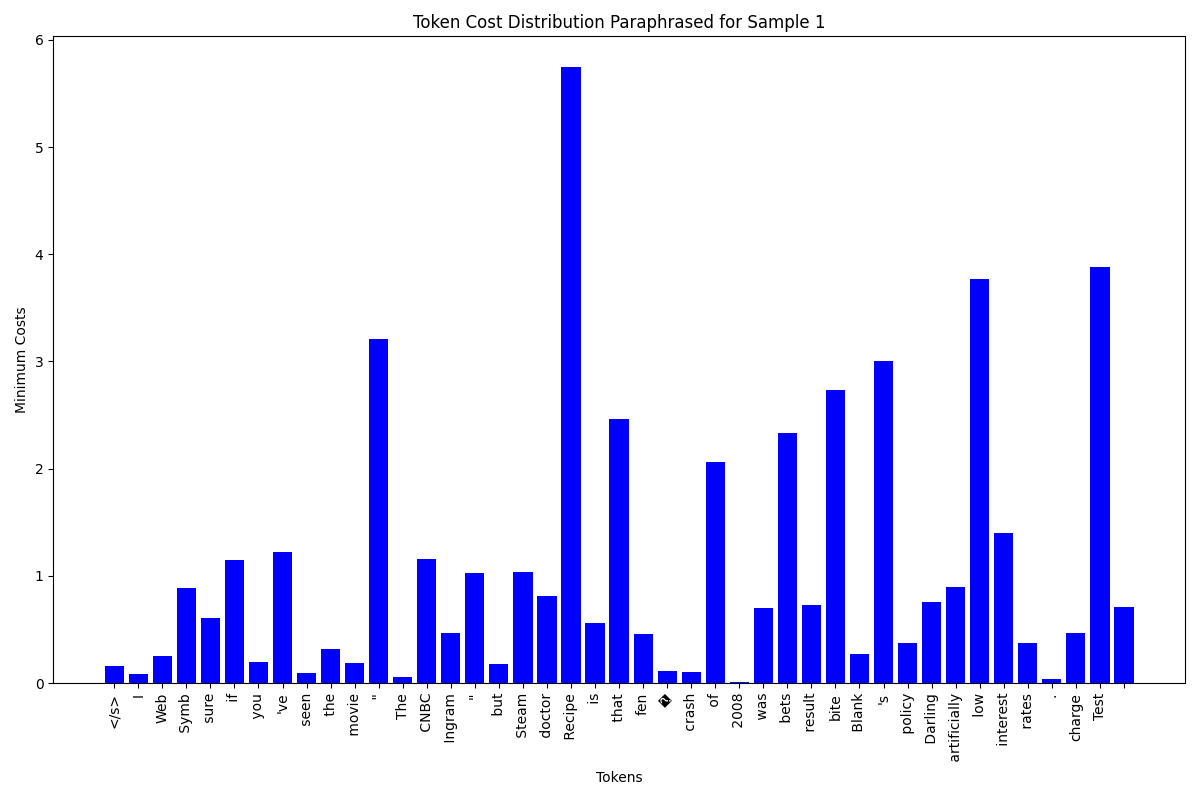 Token Cost Distribution Paraphrased for Sample 1
Minimum Costs
6
5
4
3
2
1
0
</s>
I
Web
Symb
sure
if
you
've
seen
the
movie
"
The
CNBC
Ingram
"
but
Steam
doctor
Recipe
is
that
fen
�
crash
of
2008
was
bets
result
bite
Blank
's
policy
Darling
artificially
low
interest
rates
.
charge
Test
Tokens